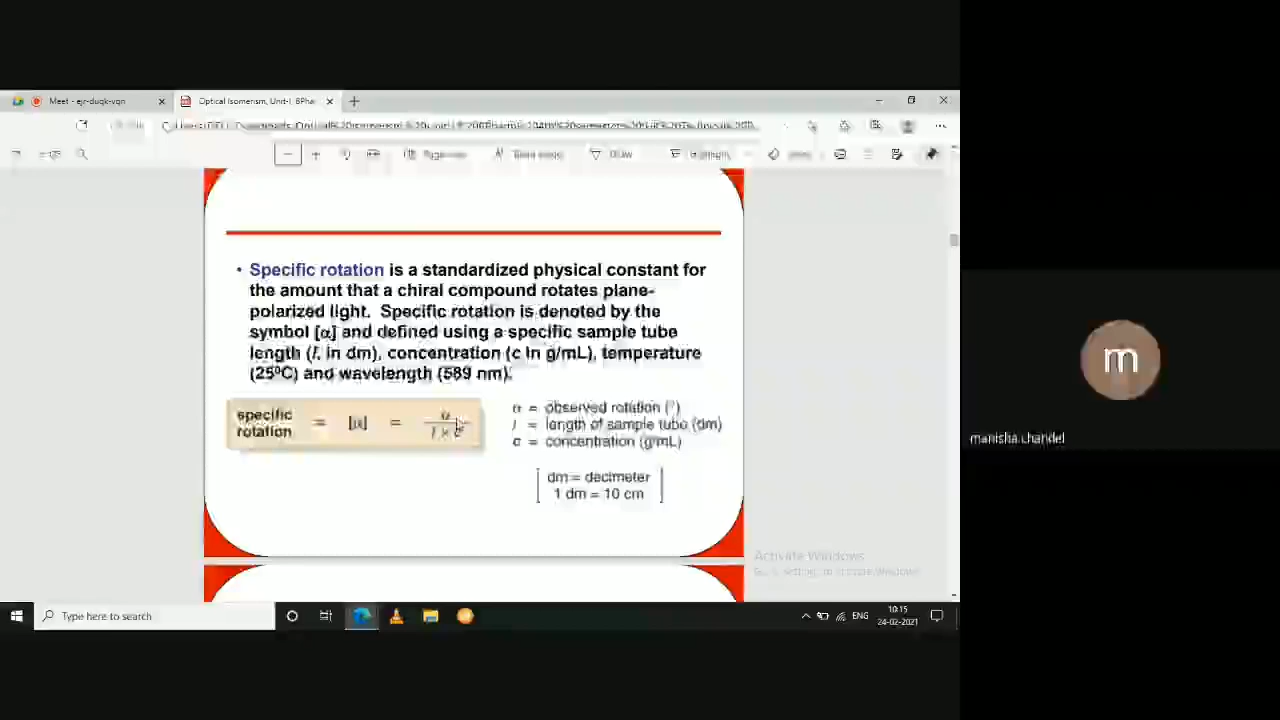 Meet - ejr-duqk-vqn
Optical Isomerism, Unit-I, BPha
• Specific rotation is a standardized physical constant for
the amount that a chiral compound rotates plane-
polarized light. Specific rotation is denoted by the
symbol [α] and defined using a specific sample tube
length (l, in dm), concentration (c in g/mL), temperature
(25⁰C) and wavelength (589 nm).
specific
rotation = [α] = α / l × c
α = observed rotation (°)
l = length of sample tube (dm)
c = concentration (g/mL)
dm = decimeter
1 dm = 10 cm
m
manisha.chandel
Activate Windows
Type here to search
ENG
10:15
24-02-2021